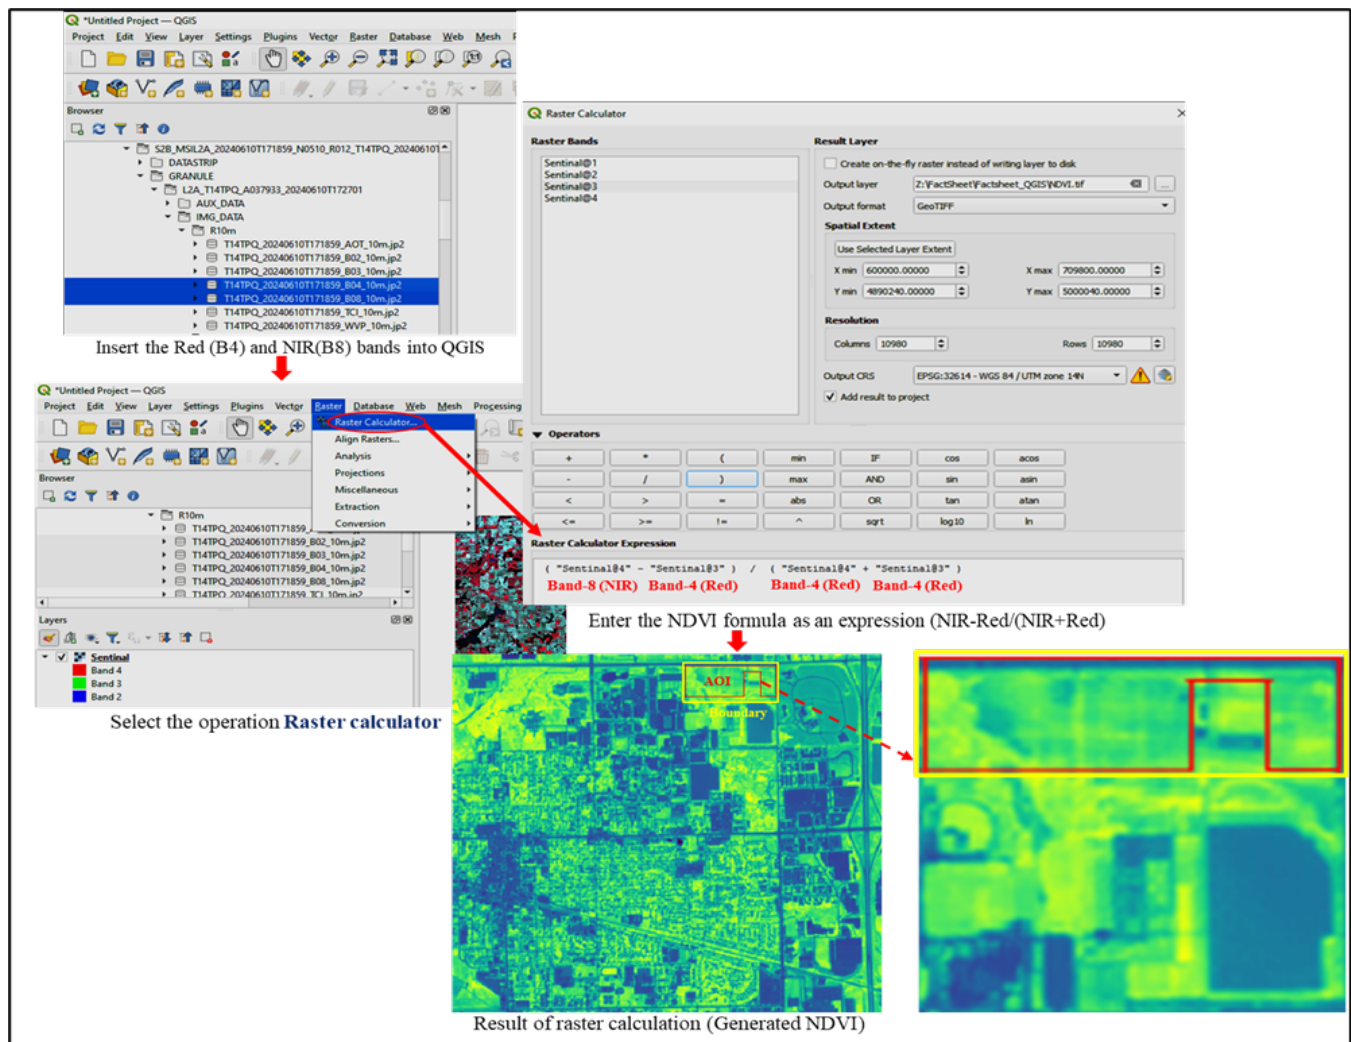 *Untitled Project — QGIS
Project Edit View Layer Settings Plugins Vector Raster Database Web Mesh
Browser
S2B_MSIL2A_20240610T171859_N0510_R012_T14TPQ_20240610T
DATASTRIP
GRANULE
L2A_T14TPQ_A037933_20240610T172701
AUX_DATA
IMG_DATA
R10m
T14TPQ_20240610T171859_AOT_10m.jp2
T14TPQ_20240610T171859_B02_10m.jp2
T14TPQ_20240610T171859_B03_10m.jp2
T14TPQ_20240610T171859_B04_10m.jp2
T14TPQ_20240610T171859_B08_10m.jp2
T14TPQ_20240610T171859_TCI_10m.jp2
T14TPQ_20240610T171859_WVP_10m.jp2
Insert the Red (B4) and NIR(B8) bands into QGIS
*Untitled Project — QGIS
Project Edit View Layer Settings Plugins Vector Raster Database Web Mesh Processing
Raster Calculator...
Align Rasters...
Analysis
Projections
Miscellaneous
Extraction
Conversion
Browser
R10m
T14TPQ_20240610T171859_
T14TPQ_20240610T171859_B02_10m.jp2
T14TPQ_20240610T171859_B03_10m.jp2
T14TPQ_20240610T171859_B04_10m.jp2
T14TPQ_20240610T171859_B08_10m.jp2
T14TPQ_20240610T171859_TCI_10m.jp2
Layers
Sentinal
Band 4
Band 3
Band 2
Select the operation Raster calculator
Raster Calculator
Raster Bands
Sentinal@1
Sentinal@2
Sentinal@3
Sentinal@4
Result Layer
Create on-the-fly raster instead of writing layer to disk
Output layer Z:\FactSheet\Factsheet_QGIS\NDVI.tif ...
Output format GeoTIFF
Spatial Extent
Use Selected Layer Extent
X min 600000.00000 X max 709800.00000
Y min 4890240.00000 Y max 5000040.00000
Resolution
Columns 10980 Rows 10980
Output CRS EPSG:32614 - WGS 84 / UTM zone 14N
Add result to project
Operators
+ * ( min IF cos acos
- / ) max AND sin asin
< > = abs OR tan atan
<= >= != ^ sqrt log10 ln
Raster Calculator Expression
( "Sentinal@4" - "Sentinal@3" ) / ( "Sentinal@4" + "Sentinal@3" )
Band-8 (NIR) Band-4 (Red) Band-4 (Red) Band-4 (Red)
Enter the NDVI formula as an expression (NIR-Red/(NIR+Red)
AOI
Boundary
Result of raster calculation (Generated NDVI)